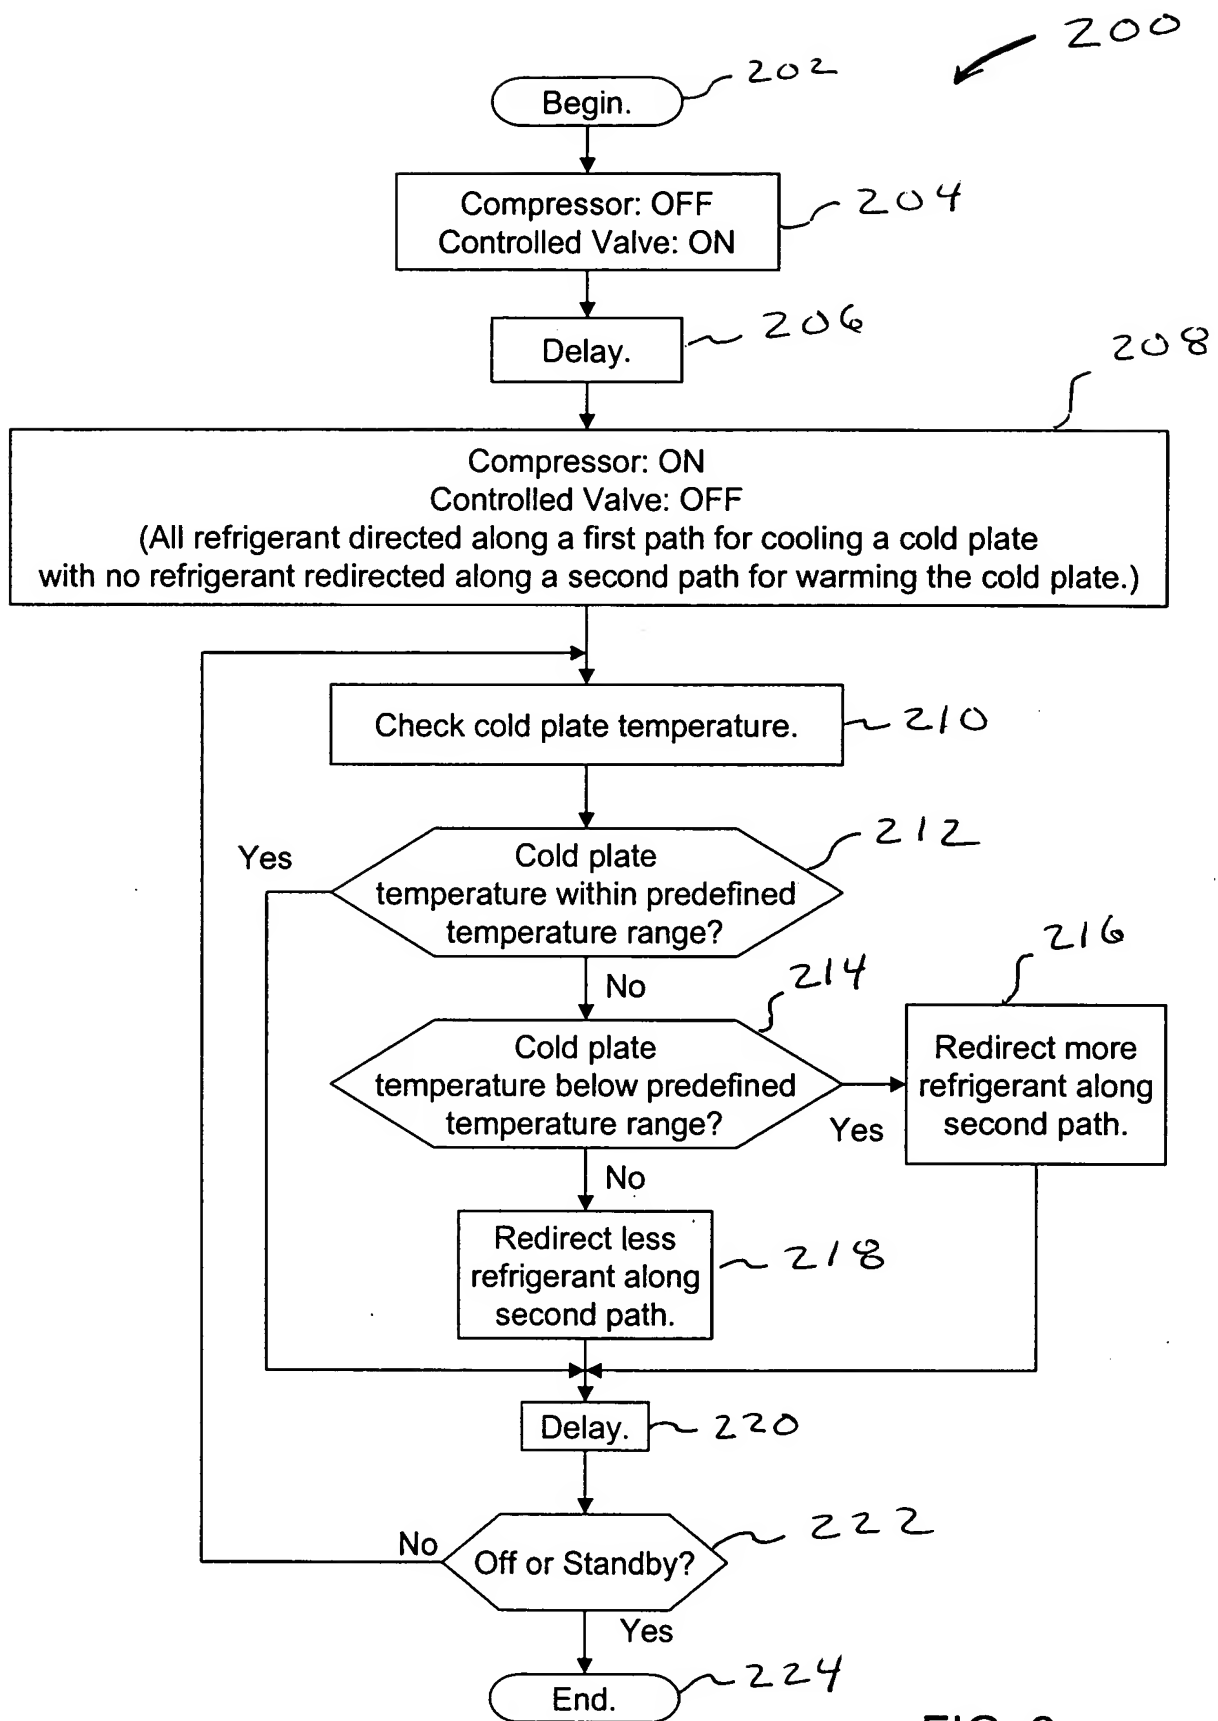 200
202
Begin.
Compressor: OFF
Controlled Valve: ON
204
Delay.
206
208
Compressor: ON
Controlled Valve: OFF
(All refrigerant directed along a first path for cooling a cold plate
with no refrigerant redirected along a second path for warming the cold plate.)
Check cold plate temperature.
210
Yes
Cold plate
temperature within predefined
temperature range?
212
No
214
216
Cold plate
temperature below predefined
temperature range?
Yes
Redirect more
refrigerant along
second path.
No
Redirect less
refrigerant along
second path.
218
Delay.
220
No
Off or Standby?
222
Yes
End.
224